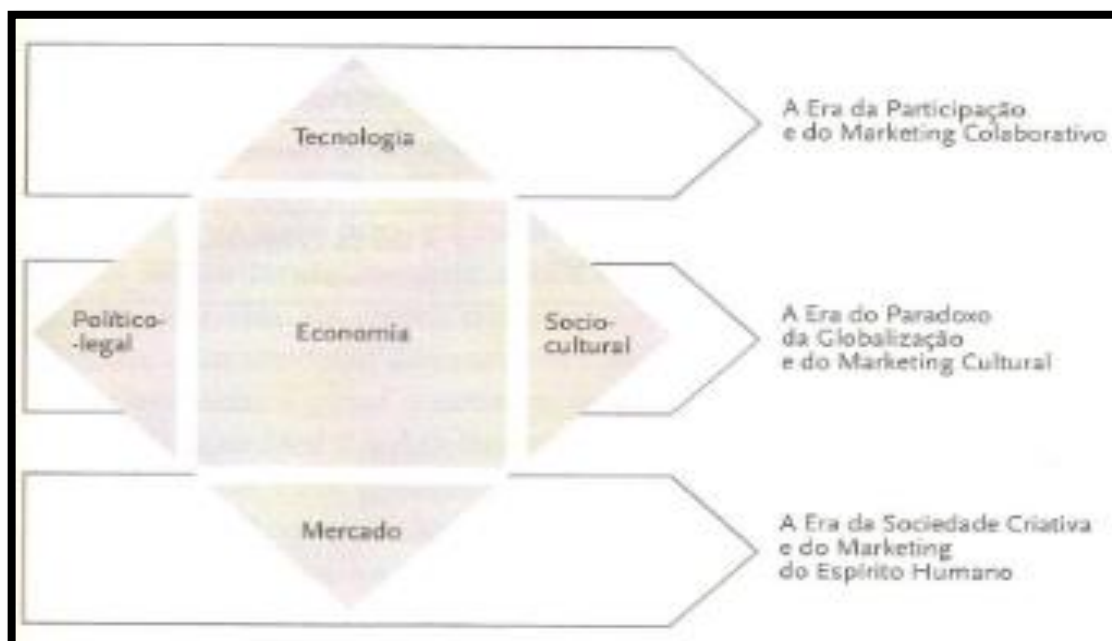 Tecnologia
A Era da Participação
e do Marketing Colaborativo
Político-
-legal
Economia
Socio-
cultural
A Era do Paradoxo
da Globalização
e do Marketing Cultural
Mercado
A Era da Sociedade Criativa
e do Marketing
do Espírito Humano